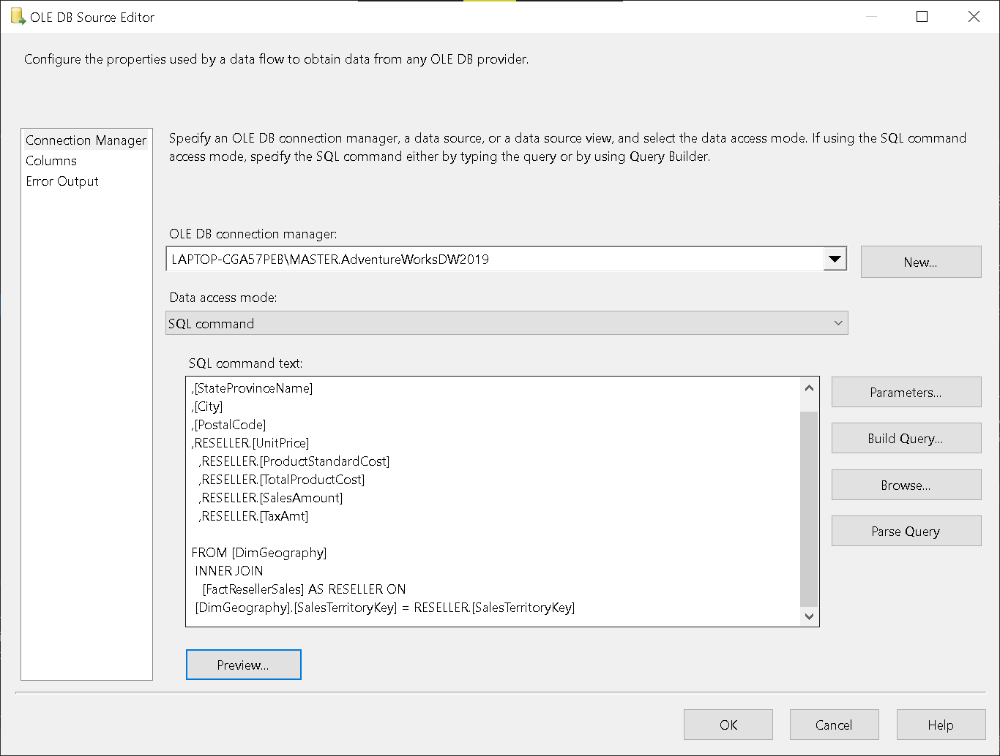 OLE DB Source Editor
Configure the properties used by a data flow to obtain data from any OLE DB provider.
Connection Manager
Columns
Error Output
Specify an OLE DB connection manager, a data source, or a data source view, and select the data access mode. If using the SQL command
access mode, specify the SQL command either by typing the query or by using Query Builder.
OLE DB connection manager:
LAPTOP-CGA57PEB\MASTER.AdventureWorksDW2019
New...
Data access mode:
SQL command
SQL command text:
,[StateProvinceName]
,[City]
,[PostalCode]
,RESELLER.[UnitPrice]
,RESELLER.[ProductStandardCost]
,RESELLER.[TotalProductCost]
,RESELLER.[SalesAmount]
,RESELLER.[TaxAmt]
FROM [DimGeography]
INNER JOIN
[FactResellerSales] AS RESELLER ON
[DimGeography].[SalesTerritoryKey] = RESELLER.[SalesTerritoryKey]
Parameters...
Build Query...
Browse...
Parse Query
Preview...
OK
Cancel
Help